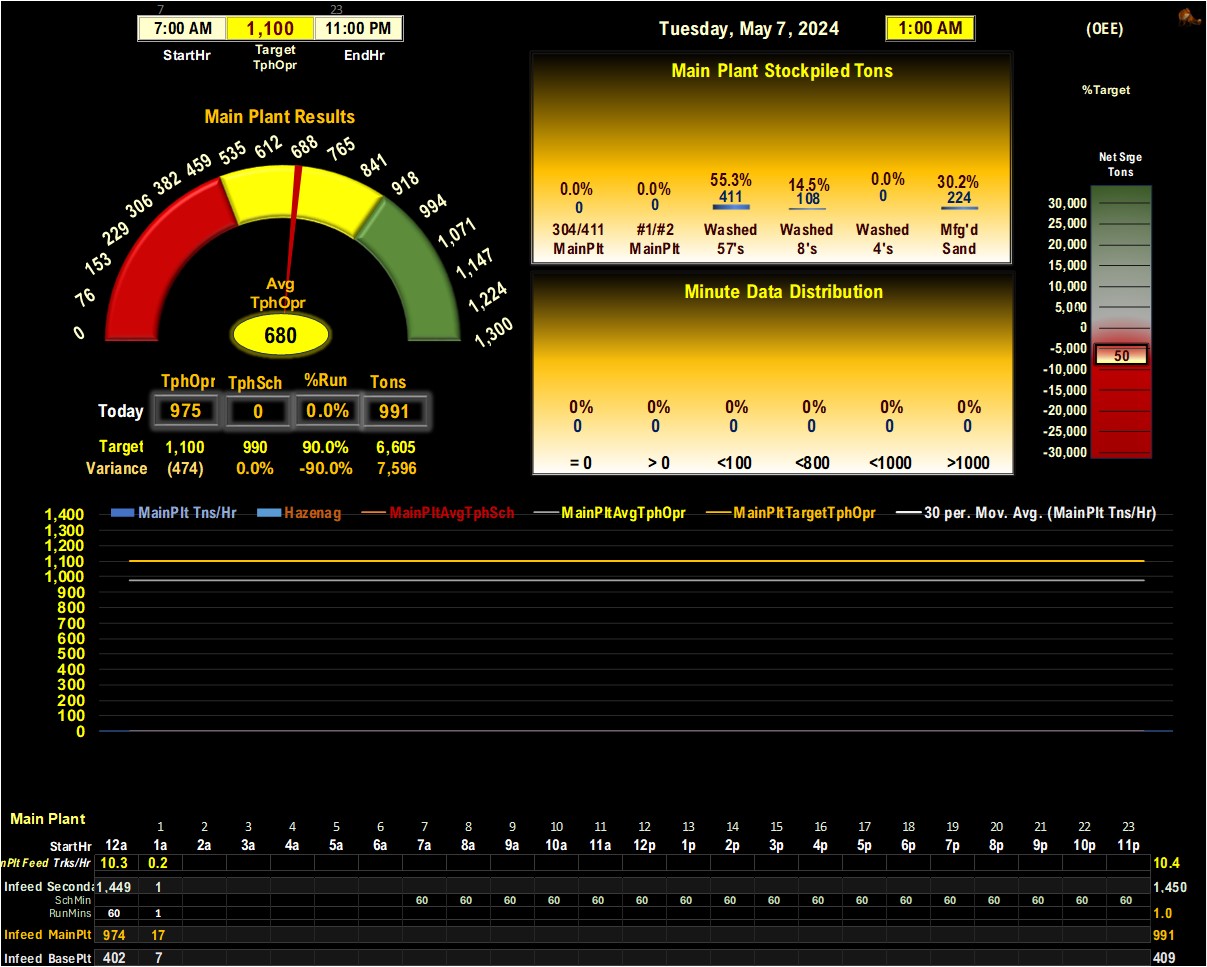 7 23
7:00 AM 1,100 11:00 PM
StartHr Target TphOpr EndHr
Tuesday, May 7, 2024 1:00 AM (OEE)
%Target
Main Plant Results
0 76 153 229 306 382 459 535 612 688 765 841 918 994 1,071 1,147 1,224 1,300
Avg
TphOpr
680
TphOpr TphSch %Run Tons
Today 975 0 0.0% 991
Target 1,100 990 90.0% 6,605
Variance (474) 0.0% -90.0% 7,596
Main Plant Stockpiled Tons
0.0% 0.0% 55.3% 14.5% 0.0% 30.2%
0 0 411 108 0 224
304/411 #1/#2 Washed Washed Washed Mfg'd
MainPlt MainPlt 57's 8's 4's Sand
Minute Data Distribution
0% 0% 0% 0% 0% 0%
0 0 0 0 0 0
= 0 > 0 <100 <800 <1000 >1000
Net Srge
Tons
30,000
25,000
20,000
15,000
10,000
5,000
0
-5,000
50
-10,000
-15,000
-20,000
-25,000
-30,000
MainPlt Tns/Hr Hazenag MainPltAvgTphSch MainPltAvgTphOpr MainPltTargetTphOpr 30 per. Mov. Avg. (MainPlt Tns/Hr)
1,400
1,300
1,200
1,100
1,000
900
800
700
600
500
400
300
200
100
0
Main Plant
1 2 3 4 5 6 7 8 9 10 11 12 13 14 15 16 17 18 19 20 21 22 23
StartHr 12a 1a 2a 3a 4a 5a 6a 7a 8a 9a 10a 11a 12p 1p 2p 3p 4p 5p 6p 7p 8p 9p 10p 11p
nPlt Feed Trks/Hr 10.3 0.2 10.4
Infeed Seconda 1,449 1 1,450
SchMin 60 60 60 60 60 60 60 60 60 60 60 60 60 60 60 60 60
RunMins 60 1 1.0
Infeed MainPlt 974 17 991
Infeed BasePlt 402 7 409